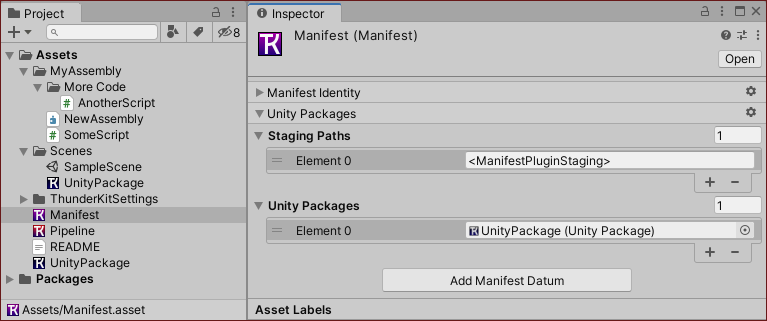 Project
8
Assets
MyAssembly
More Code
AnotherScript
NewAssembly
SomeScript
Scenes
SampleScene
UnityPackage
ThunderKitSettings
Manifest
Pipeline
README
UnityPackage
Packages
Assets/Manifest.asset
Inspector
Manifest (Manifest)
Open
Manifest Identity
Unity Packages
Staging Paths 1
Element 0 <ManifestPluginStaging>
Unity Packages 1
Element 0 UnityPackage (Unity Package)
Add Manifest Datum
Asset Labels